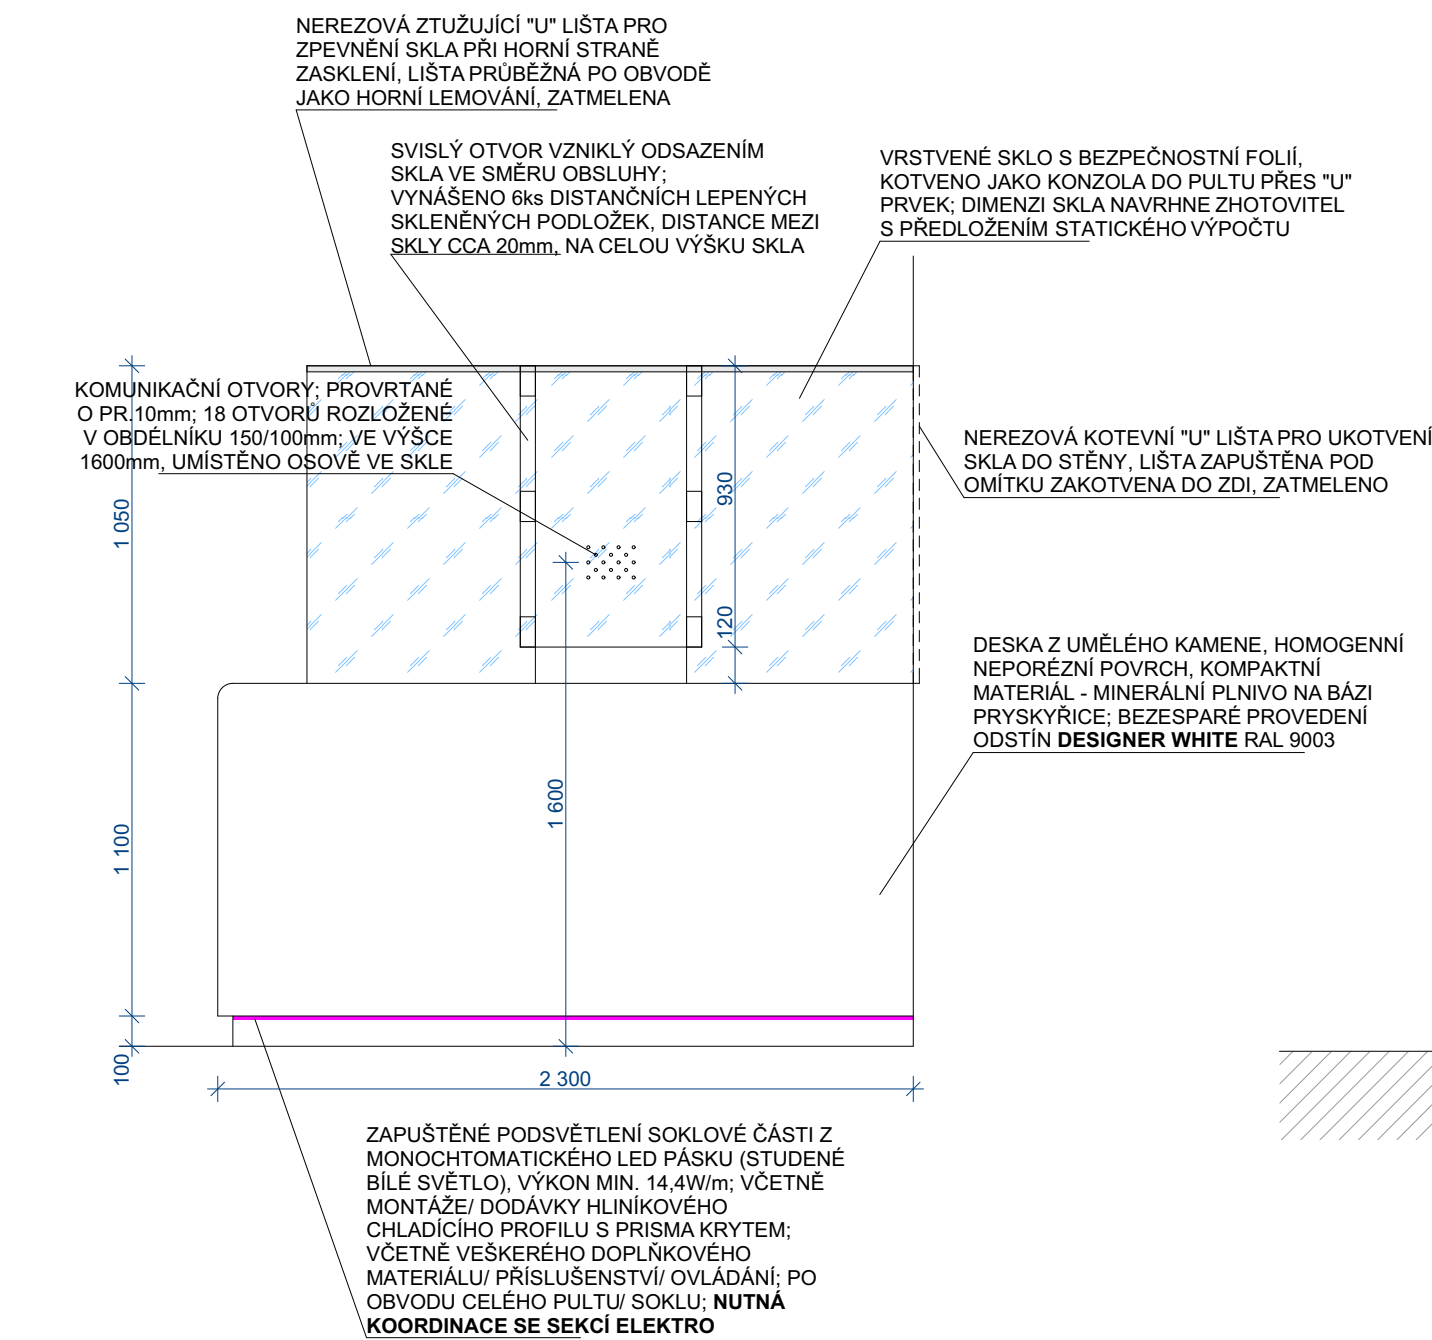 NEREZOVÁ ZTUŽUJÍCÍ "U" LIŠTA PRO
ZPEVNĚNÍ SKLA PŘI HORNÍ STRANĚ
ZASKLENÍ, LIŠTA PRŮBĚŽNÁ PO OBVODĚ
JAKO HORNÍ LEMOVÁNÍ, ZATMELENA
SVISLÝ OTVOR VZNIKLÝ ODSAZENÍM
SKLA VE SMĚRU OBSLUHY;
VYNÁŠENO 6ks DISTANČNÍCH LEPENÝCH
SKLENĚNÝCH PODLOŽEK, DISTANCE MEZI
SKLY CCA 20mm, NA CELOU VÝŠKU SKLA
VRSTVENÉ SKLO S BEZPEČNOSTNÍ FOLIÍ,
KOTVENO JAKO KONZOLA DO PULTU PŘES "U"
PRVEK; DIMENZI SKLA NAVRHNE ZHOTOVITEL
S PŘEDLOŽENÍM STATICKÉHO VÝPOČTU
KOMUNIKAČNÍ OTVORY; PROVRTANÉ
O PR.10mm; 18 OTVORŮ ROZLOŽENÉ
V OBDÉLNÍKU 150/100mm; VE VÝŠCE
1600mm, UMÍSTĚNO OSOVĚ VE SKLE
NEREZOVÁ KOTEVNÍ "U" LIŠTA PRO UKOTVENÍ
SKLA DO STĚNY, LIŠTA ZAPUŠTĚNA POD
OMÍTKU ZAKOTVENA DO ZDI, ZATMELENO
1 050
930
120
DESKA Z UMĚLÉHO KAMENE, HOMOGENNÍ
NEPORÉZNÍ POVRCH, KOMPAKTNÍ
MATERIÁL - MINERÁLNÍ PLNIVO NA BÁZI
PRYSKYŘICE; BEZESPARÉ PROVEDENÍ
ODSTÍN DESIGNER WHITE RAL 9003
1 600
1 100
100
2 300
ZAPUŠTĚNÉ PODSVĚTLENÍ SOKLOVÉ ČÁSTI Z
MONOCHTOMATICKÉHO LED PÁSKU (STUDENÉ
BÍLÉ SVĚTLO), VÝKON MIN. 14,4W/m; VČETNĚ
MONTÁŽE/ DODÁVKY HLINÍKOVÉHO
CHLADÍCÍHO PROFILU S PRISMA KRYTEM;
VČETNĚ VEŠKERÉHO DOPLŇKOVÉHO
MATERIÁLU/ PŘÍSLUŠENSTVÍ/ OVLÁDÁNÍ; PO
OBVODU CELÉHO PULTU/ SOKLU; NUTNÁ
KOORDINACE SE SEKCÍ ELEKTRO